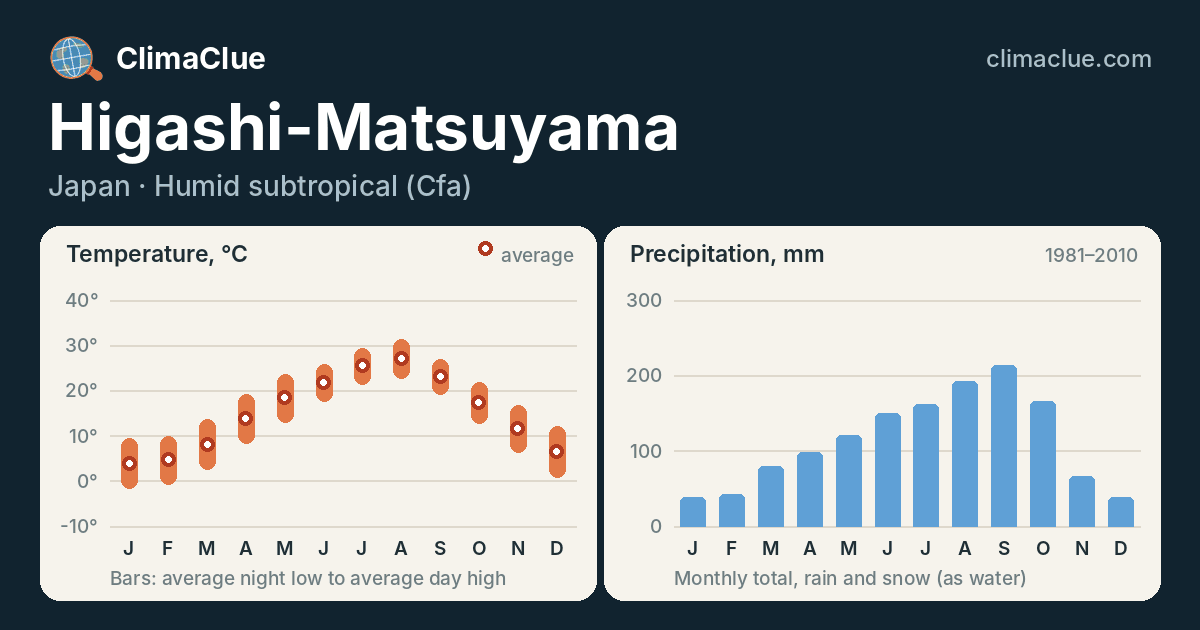 ClimaClue
climaclue.com
Higashi-Matsuyama
Japan · Humid subtropical (Cfa)
Temperature, °C
average
40°
30°
20°
10°
0°
-10°
J F M A M J J A S O N D
Bars: average night low to average day high
Precipitation, mm
1981–2010
300
200
100
0
J F M A M J J A S O N D
Monthly total, rain and snow (as water)